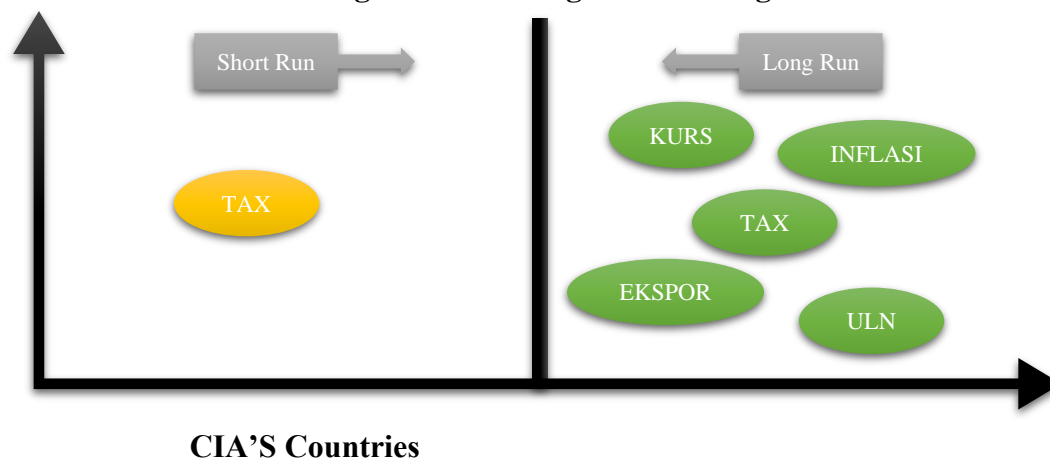 Short Run
Long Run
KURS
INFLASI
TAX
TAX
EKSPOR
ULN
CIA'S Countries